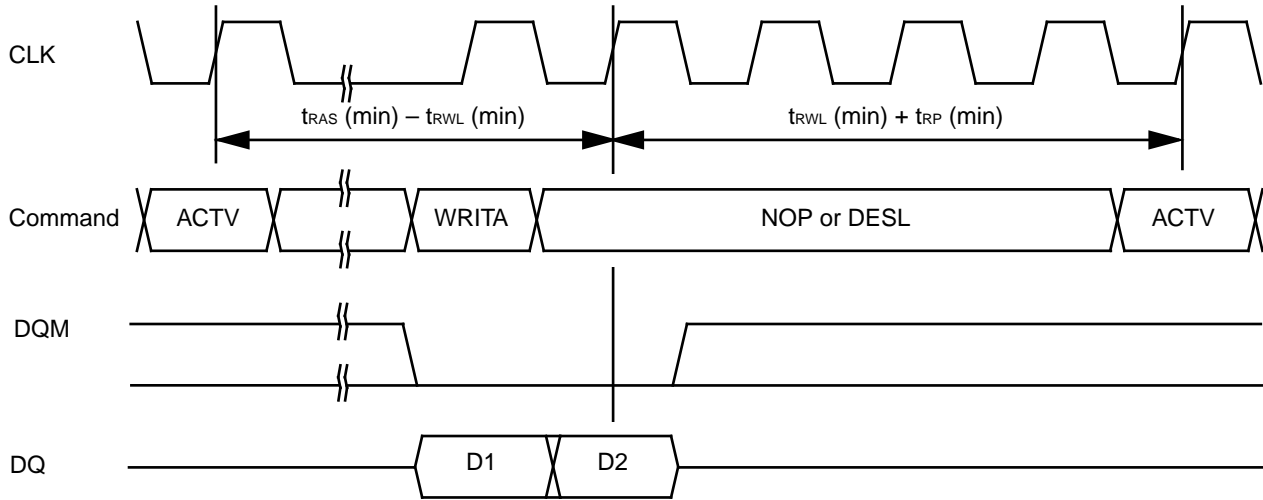 CLK
tRAS (min) – tRWL (min) tRWL (min) + tRP (min)
Command ACTV WRITA NOP or DESL ACTV
DQM
DQ D1 D2